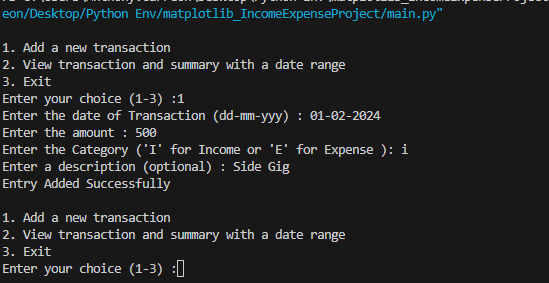 eon/Desktop/Python Env/matplotlib_IncomeExpenseProject/main.py"
1. Add a new transaction
2. View transaction and summary with a date range
3. Exit
Enter your choice (1-3) :1
Enter the date of Transaction (dd-mm-yyy) : 01-02-2024
Enter the amount : 500
Enter the Category ('I' for Income or 'E' for Expense ): i
Enter a description (optional) : Side Gig
Entry Added Successfully
1. Add a new transaction
2. View transaction and summary with a date range
3. Exit
Enter your choice (1-3) :